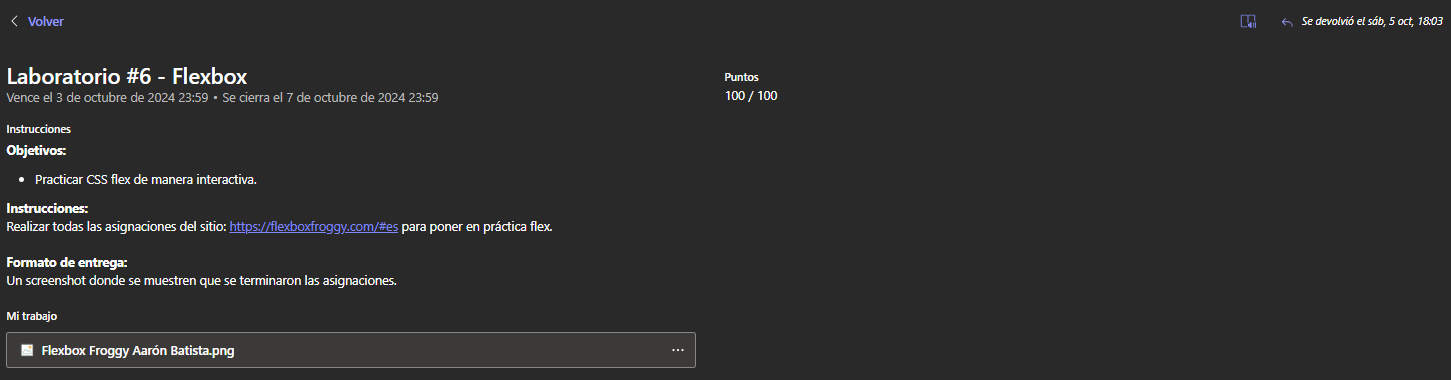 Volver
Se devolvió el sáb, 5 oct, 18:03
Laboratorio #6 - Flexbox
Vence el 3 de octubre de 2024 23:59 • Se cierra el 7 de octubre de 2024 23:59
Puntos
100 / 100
Instrucciones
Objetivos:
• Practicar CSS flex de manera interactiva.
Instrucciones:
Realizar todas las asignaciones del sitio: https://flexboxfroggy.com/#es para poner en práctica flex.
Formato de entrega:
Un screenshot donde se muestren que se terminaron las asignaciones.
Mi trabajo
Flexbox Froggy Aarón Batista.png